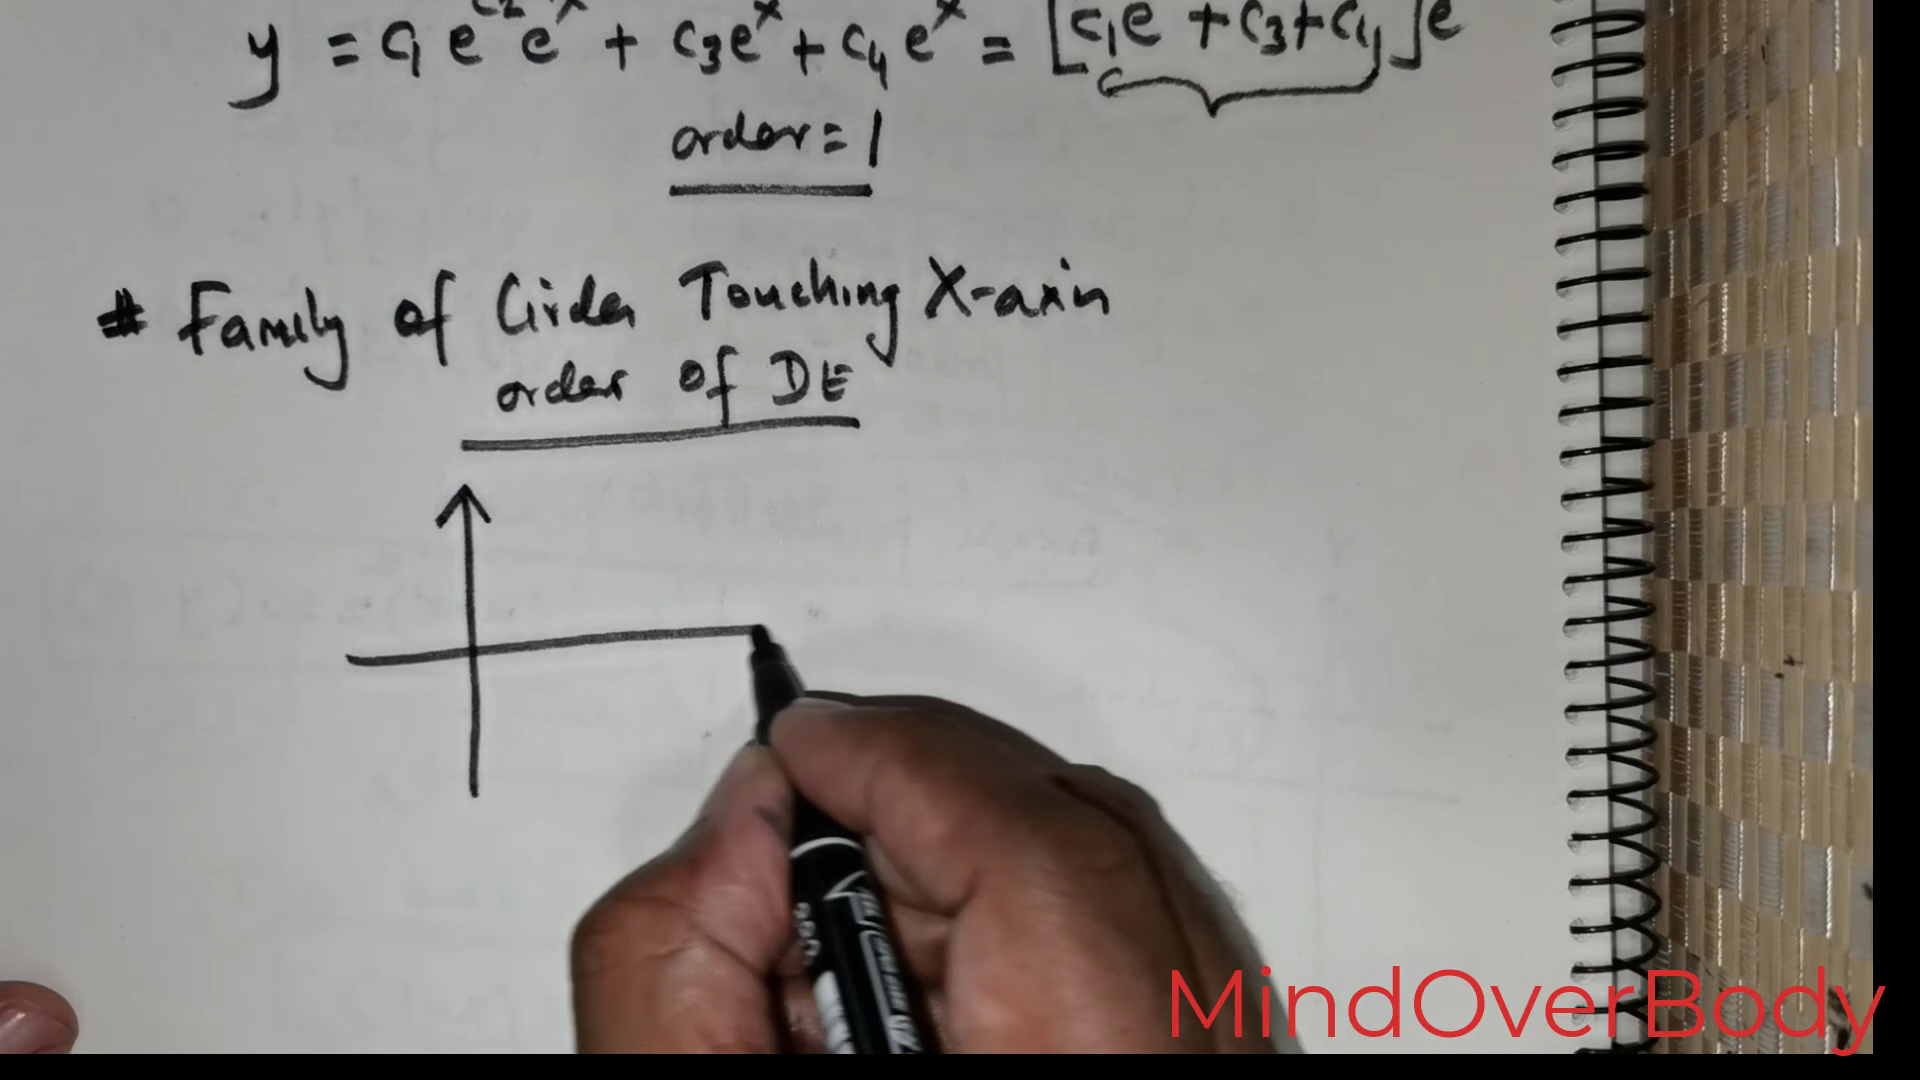 y = c₁ e^c₂ e^x + c₃e^x + c₄ e^x = [c₁e + c₃+c₄]e
order = 1
# Family of Circles Touching X-axis
order of DE
MindOverBody